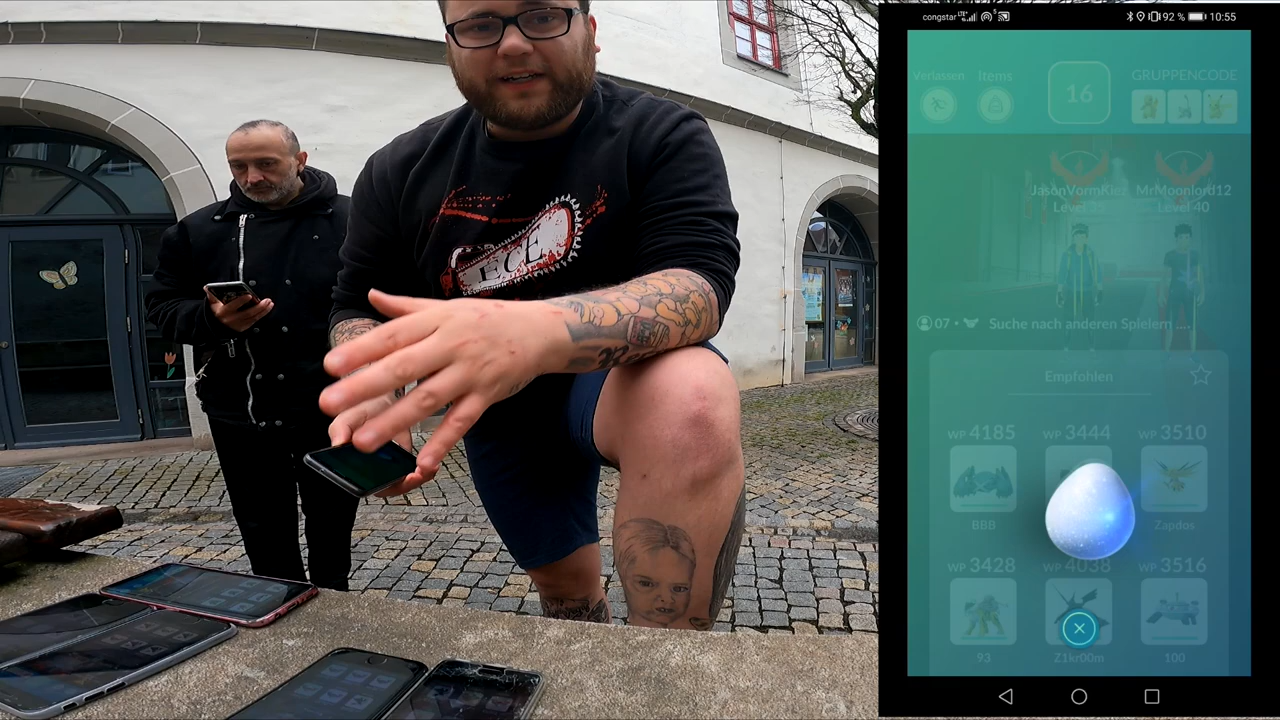 congstar 92 % 10:55
Verlassen Items 16 GRUPPENCODE
JasonVormKiez MrMoonlord12
Level 40
07 • Suche nach anderen Spielern ....
Empfohlen
WP 4185 WP 3444 WP 3510
BBB Zapdos
WP 3428 WP 4038 WP 3516
93 Z1kr00m 100
ECE